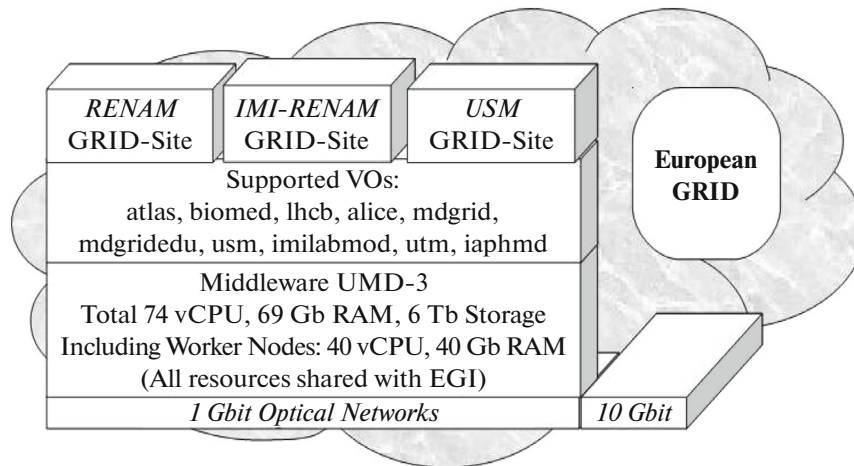 RENAM
GRID-Site
IMI-RENAM
GRID-Site
USM
GRID-Site
European
GRID
Supported VOs:
atlas, biomed, lhcb, alice, mdgrid,
mdgridedu, usm, imilabmod, utm, iaphmd
Middleware UMD-3
Total 74 vCPU, 69 Gb RAM, 6 Tb Storage
Including Worker Nodes: 40 vCPU, 40 Gb RAM
(All resources shared with EGI)
1 Gbit Optical Networks
10 Gbit